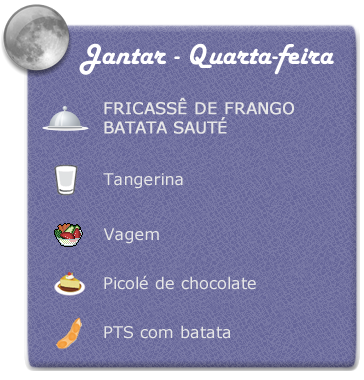 Jantar - Quarta-feira
FRICASSÊ DE FRANGO
BATATA SAUTÉ
Tangerina
Vagem
Picolé de chocolate
PTS com batata